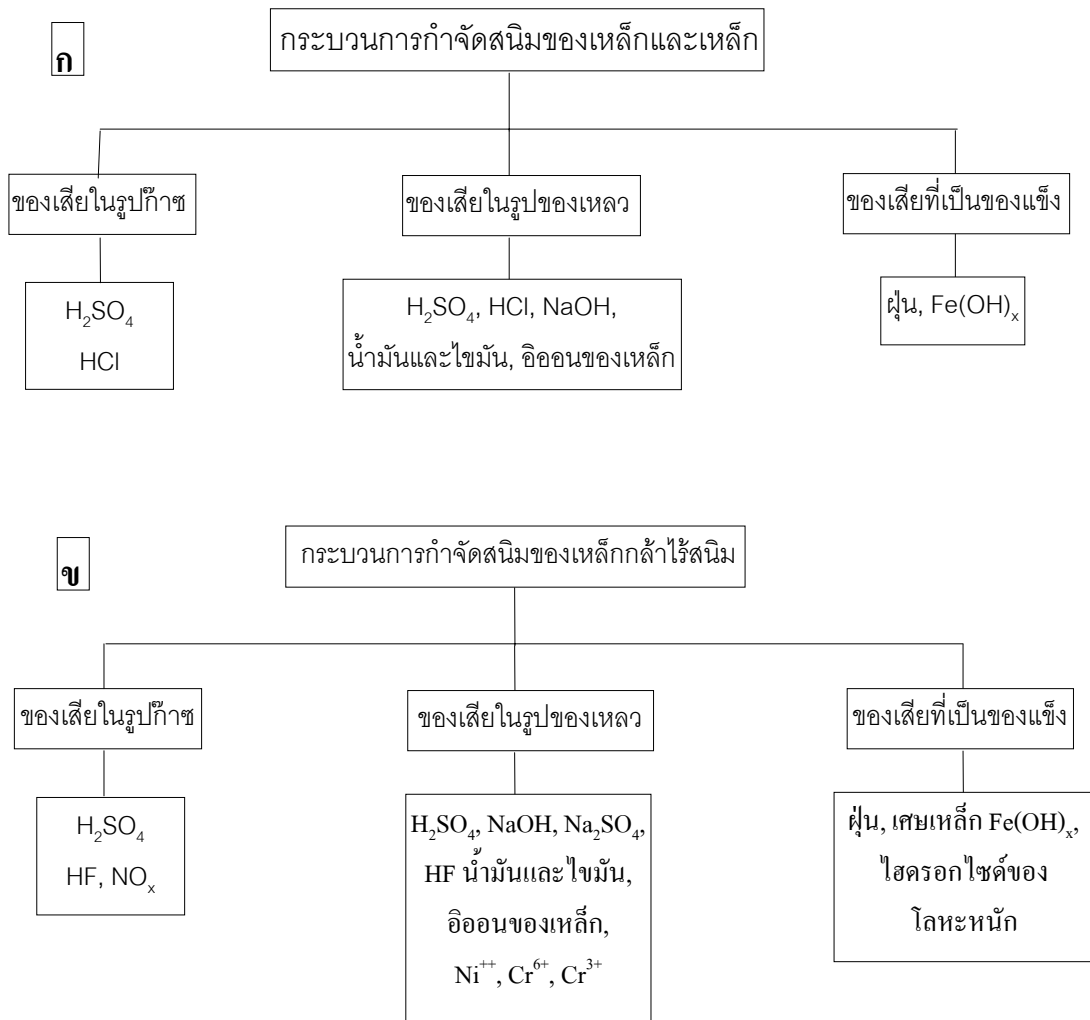 ก
กระบวนการกำจัดสนิมของเหล็กและเหล็ก
ของเสียในรูปก๊าซ
ของเสียในรูปของเหลว
ของเสียที่เป็นของแข็ง
H₂SO₄
HCl
H₂SO₄, HCl, NaOH,
น้ำมันและไขมัน, อิออนของเหล็ก
ฝุ่น, Fe(OH)ₓ
ข
กระบวนการกำจัดสนิมของเหล็กกล้าไร้สนิม
ของเสียในรูปก๊าซ
ของเสียในรูปของเหลว
ของเสียที่เป็นของแข็ง
H₂SO₄
HF, NOₓ
H₂SO₄, NaOH, Na₂SO₄,
HF น้ำมันและไขมัน,
อิออนของเหล็ก,
Ni⁺⁺, Cr⁶⁺, Cr³⁺
ฝุ่น, เศษเหล็ก Fe(OH)ₓ,
ไฮดรอกไซด์ของ
โลหะหนัก